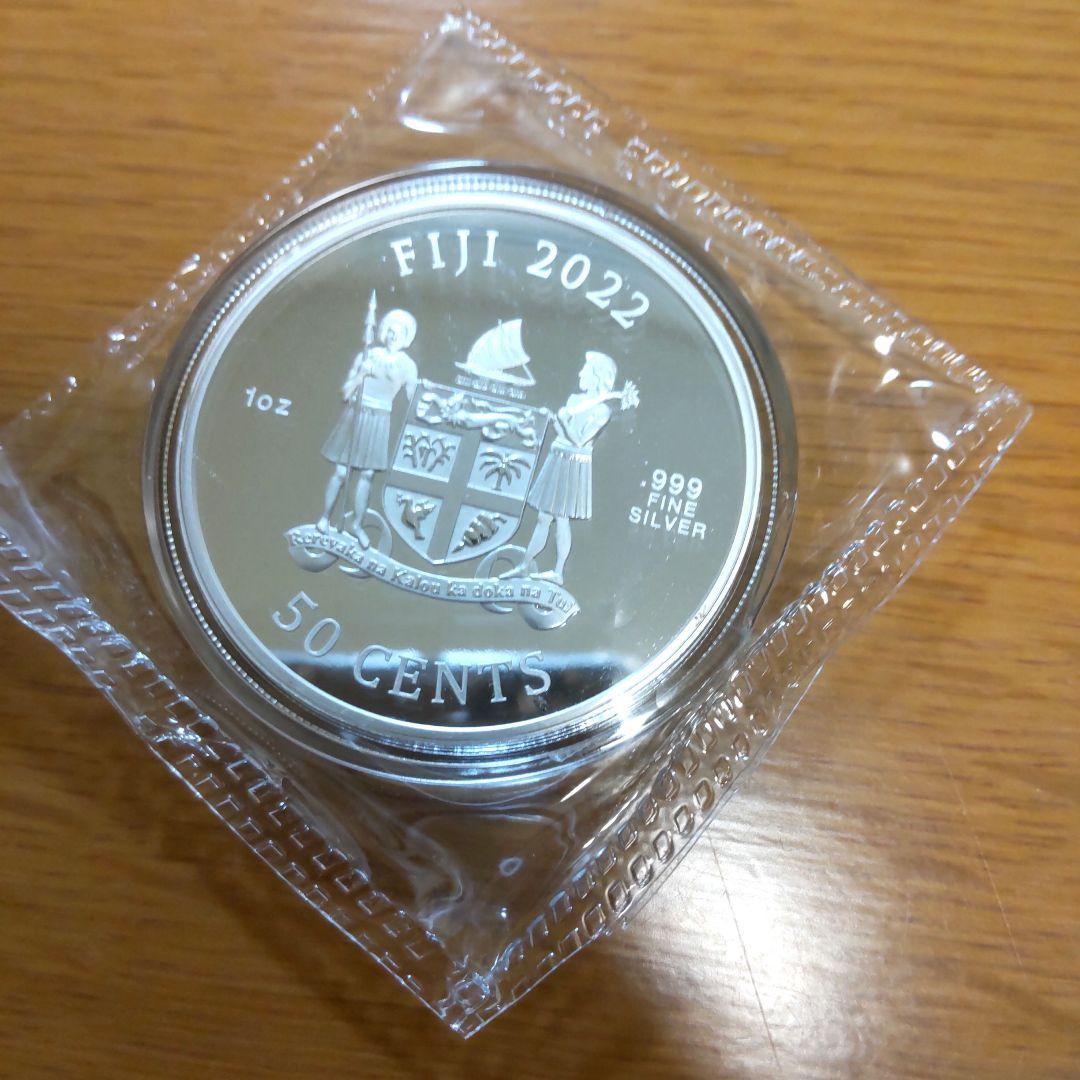 FIJI 2022
1oz
.999
FINE
SILVER
Rerevaka na Kalou ka doka na Tui
50 CENTS